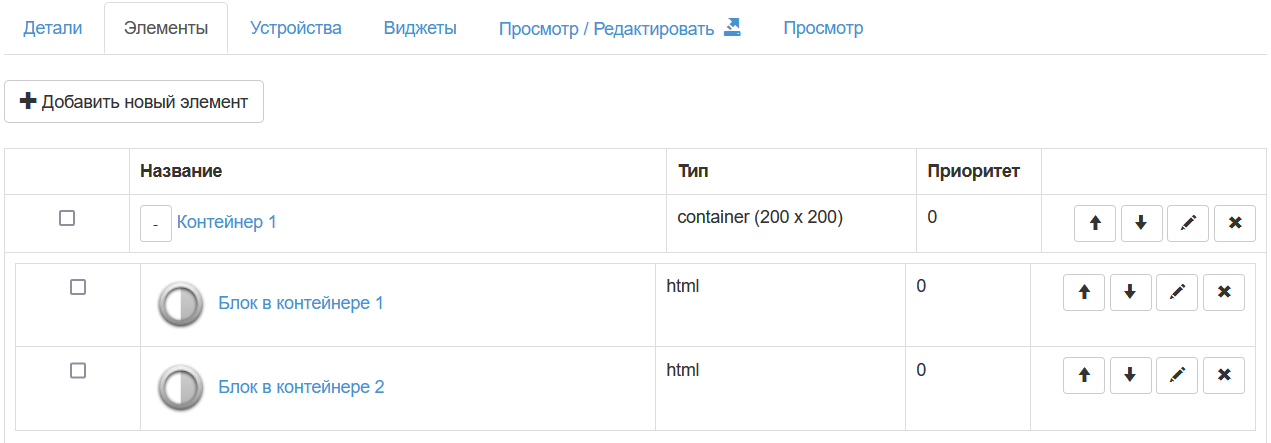 Детали Элементы Устройства Виджеты Просмотр / Редактировать Просмотр
Добавить новый элемент
Название Тип Приоритет
- Контейнер 1 container (200 x 200) 0
Блок в контейнере 1 html 0
Блок в контейнере 2 html 0